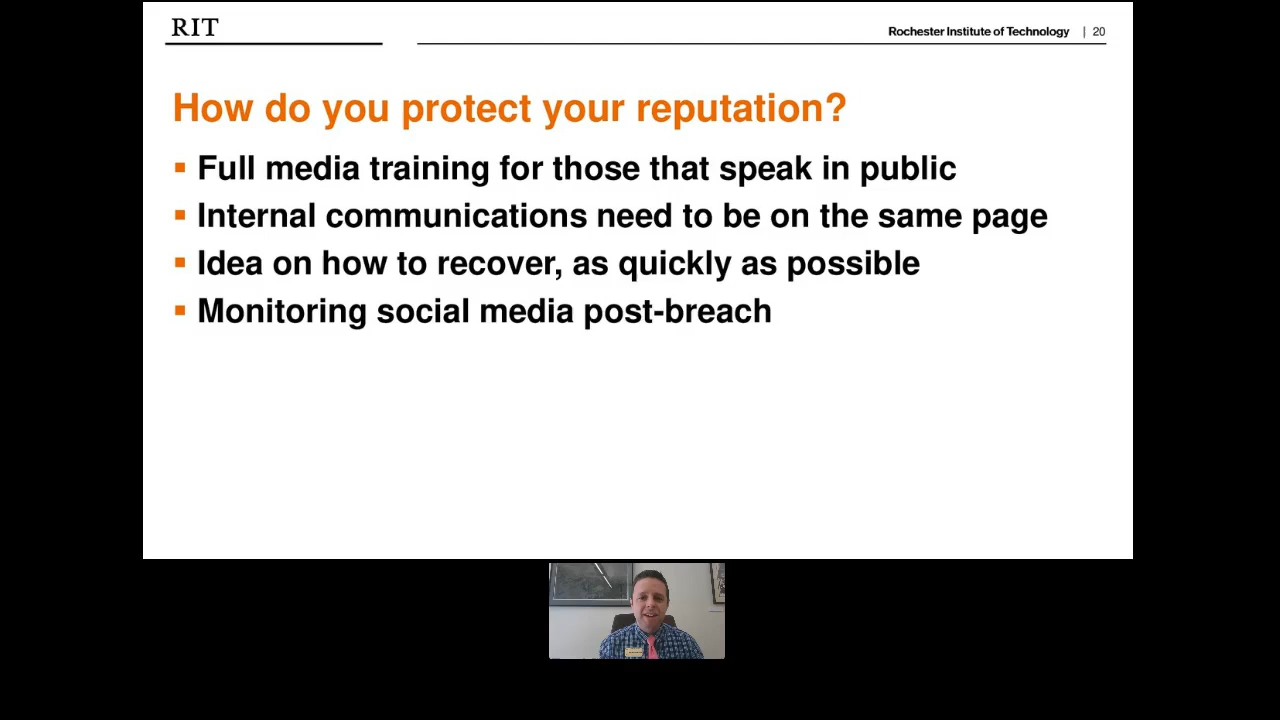 RIT
Rochester Institute of Technology | 20
How do you protect your reputation?
▪ Full media training for those that speak in public
▪ Internal communications need to be on the same page
▪ Idea on how to recover, as quickly as possible
▪ Monitoring social media post-breach